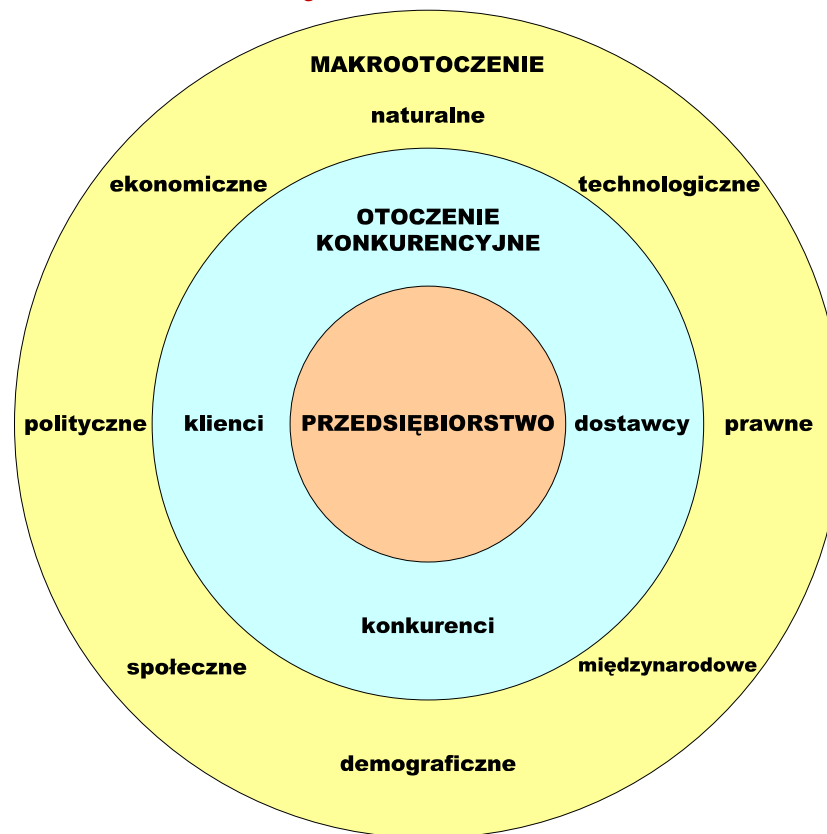 MAKROOTOCZENIE
naturalne
ekonomiczne
technologiczne
OTOCZENIE
KONKURENCYJNE
polityczne
klienci
PRZEDSIĘBIORSTWO
dostawcy
prawne
konkurenci
społeczne
międzynarodowe
demograficzne